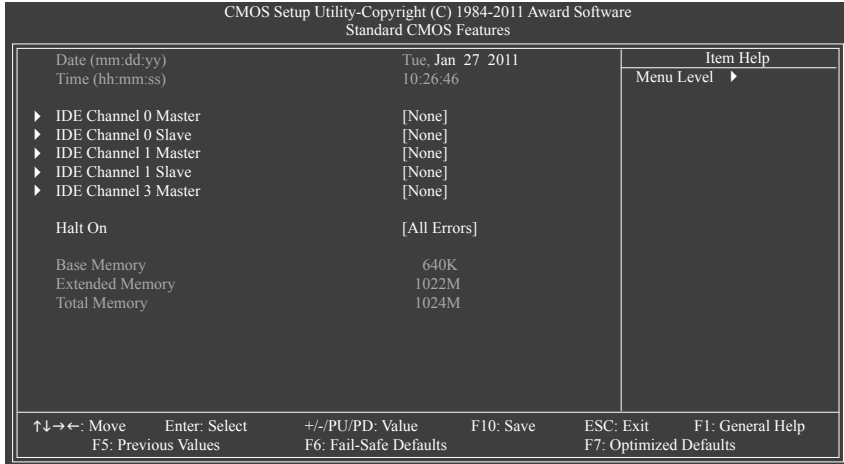 CMOS Setup Utility-Copyright (C) 1984-2011 Award Software
Standard CMOS Features
Date (mm:dd:yy) Tue, Jan 27 2011
Time (hh:mm:ss) 10:26:46
IDE Channel 0 Master [None]
IDE Channel 0 Slave [None]
IDE Channel 1 Master [None]
IDE Channel 1 Slave [None]
IDE Channel 3 Master [None]
Halt On [All Errors]
Base Memory 640K
Extended Memory 1022M
Total Memory 1024M
Item Help
Menu Level
↑↓→←: Move Enter: Select +/-/PU/PD: Value F10: Save ESC: Exit F1: General Help
F5: Previous Values F6: Fail-Safe Defaults F7: Optimized Defaults